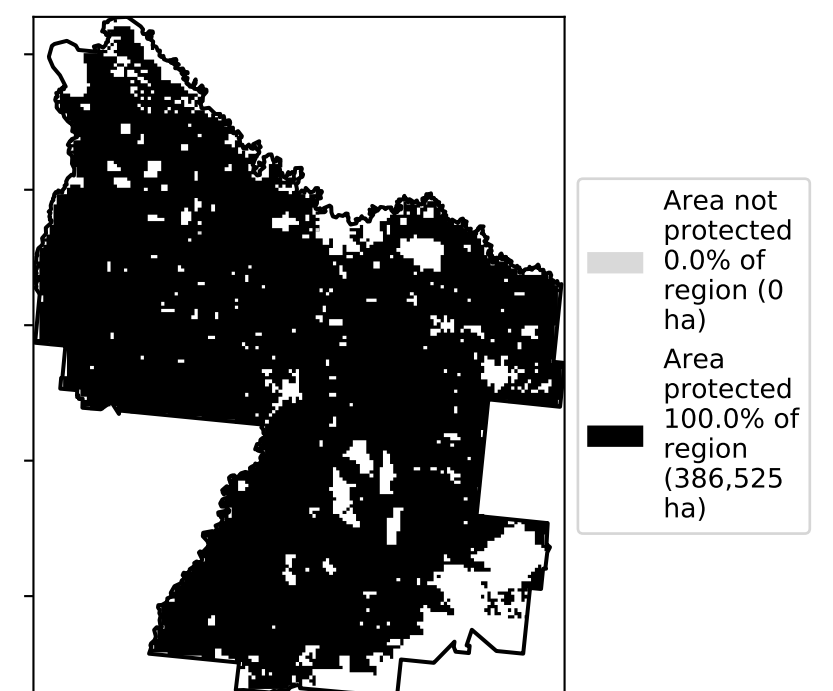 Area not
protected
0.0% of
region (0
ha)
Area
protected
100.0% of
region
(386,525
ha)